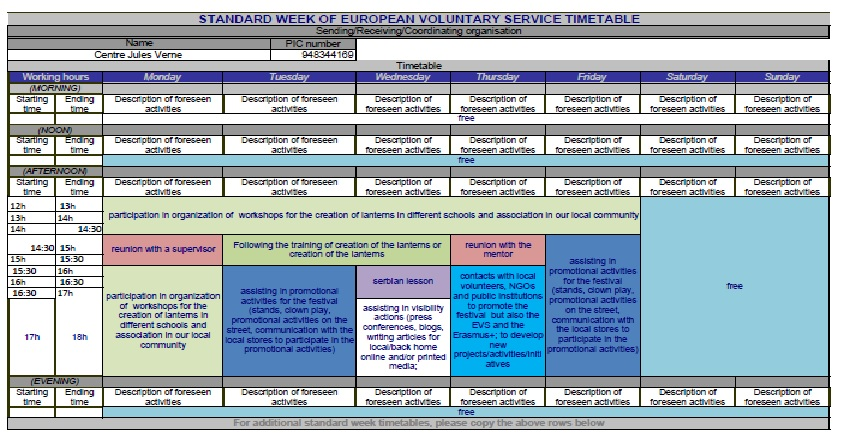 STANDARD WEEK OF EUROPEAN VOLUNTARY SERVICE TIMETABLE
Sending/Receiving/Coordinating organisation
Name PIC number
Centre Jules Verne 948344169
Timetable
Working hours Monday Tuesday Wednesday Thursday Friday Saturday Sunday
(MORNING)
Starting Ending Description of foreseen Description of foreseen Description of Description of Description of Description of Description of
time time activities activities foreseen activities foreseen activities foreseen activities foreseen activities foreseen activities
free
(NOON)
Starting Ending Description of foreseen Description of foreseen Description of Description of Description of Description of Description of
time time activities activities foreseen activities foreseen activities foreseen activities foreseen activities foreseen activities
free
(AFTERNOON)
Starting Ending Description of foreseen Description of foreseen Description of Description of Description of Description of Description of
time time activities activities foreseen activities foreseen activities foreseen activities foreseen activities foreseen activities
12h 13h
13h 14h
14h 14:30
participation in organization of workshops for the creation of lanterns in different schools and association in our local community
14:30 15h
15h 15:30
15:30 16h
16h 16:30
16:30 17h
17h 18h
reunion with a supervisor
participation in organization
of workshops for the
creation of lanterns in
different schools and
association in our local
community
Following the training of creation of the lanterns or
creation of the lanterns
assisting in promotional
activities for the festival
(stands, clown play,
promotional activities on the
street, communication with the
local stores to participate in the
promotional activities)
serbian lesson
assisting in visibility
actions (press
conferences, blogs,
writing articles for
local/back home
online and/or printed
media;
reunion with the
mentor
contacts with local
volunteers, NGOs
and public institutions
to promote the
festival but also the
EVS and the
Erasmus+; to develop
new
projects/activities/initi
atives
assisting in
promotional activities
for the festival
(stands, clown play,
promotional activities
on the street,
communication with
the local stores to
participate in the
promotional activities)
free
(EVENING)
Starting Ending Description of foreseen Description of foreseen Description of Description of Description of Description of Description of
time time activities activities foreseen activities foreseen activities foreseen activities foreseen activities foreseen activities
free
For additional standard week timetables, please copy the above rows below